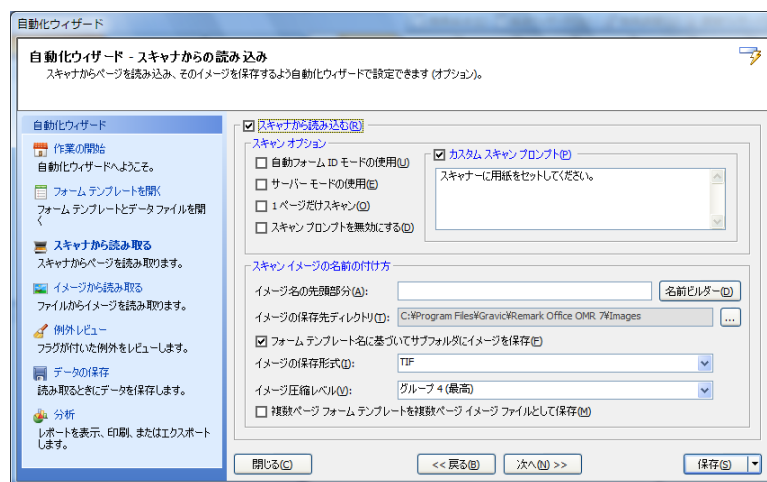 自動化ウィザード
自動化ウィザード - スキャナからの読み込み
スキャナからページを読み込み、そのイメージを保存するよう自動化ウィザードで設定できます (オプション)。
自動化ウィザード
作業の開始
自動化ウィザードへようこそ。
フォーム テンプレートを開く
フォーム テンプレートとデータ ファイルを開
く
スキャナから読み取る
スキャナからページを読み取ります。
イメージから読み取る
ファイルからイメージを読み取ります。
例外レビュー
フラグが付いた例外をレビューします。
データの保存
読み取るときにデータを保存します。
分析
レポートを表示、印刷、またはエクスポート
します。
スキャナから読み込む(R)
スキャン オプション
自動フォーム ID モードの使用(U)
サーバー モードの使用(E)
1 ページだけスキャン(O)
スキャン プロンプトを無効にする(D)
カスタム スキャン プロンプト(P)
スキャナーに用紙をセットしてください。
スキャン イメージの名前の付け方
イメージ名の先頭部分(A):
名前ビルダー(D)
イメージの保存先ディレクトリ(T):
C:¥Program Files¥Gravic¥Remark Office OMR 7¥Images
...
フォーム テンプレート名に基づいてサブフォルダにイメージを保存(F)
イメージの保存形式(I):
TIF
イメージ圧縮レベル(V):
グループ 4 (最高)
複数ページ フォーム テンプレートを複数ページ イメージ ファイルとして保存(M)
閉じる(C)
<< 戻る(B)
次へ(N) >>
保存(S)